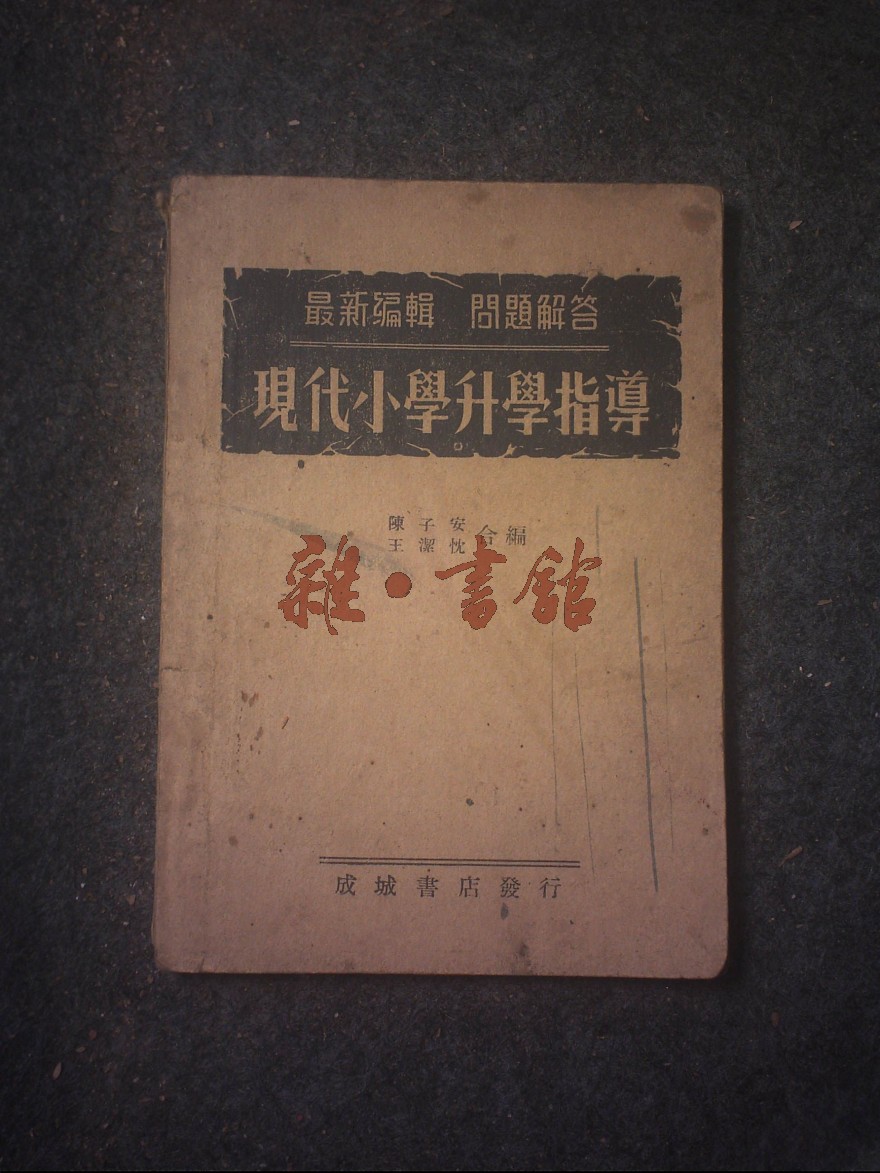 最新編輯 問題解答
現代小學升學指導
陳子安
王潔忱 合編
雜·書館
成城書店發行